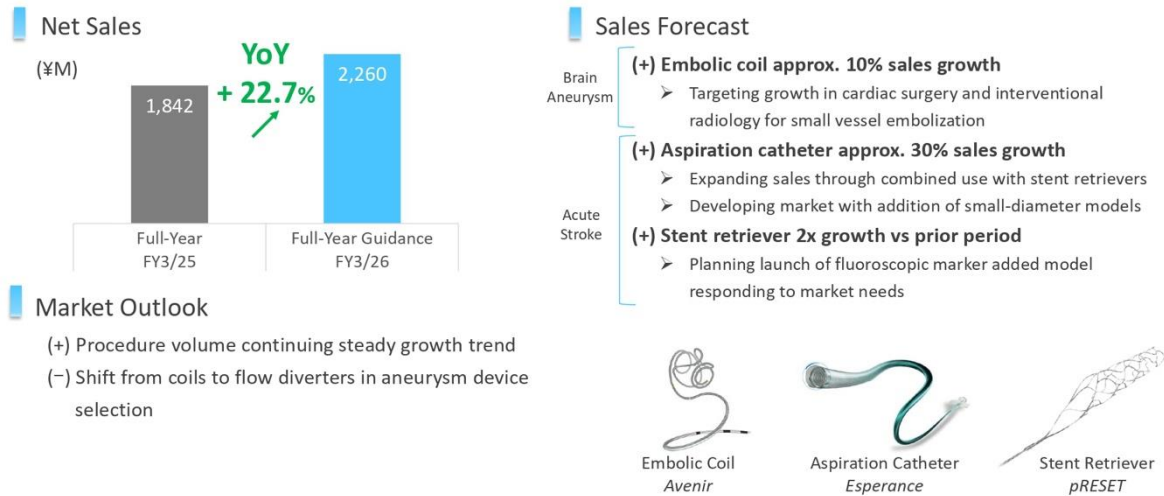 Net Sales
(¥M)
YoY
+ 22.7%
1,842
2,260
Full-Year
FY3/25
Full-Year Guidance
FY3/26
Market Outlook
(+) Procedure volume continuing steady growth trend
(−) Shift from coils to flow diverters in aneurysm device
selection
Sales Forecast
Brain
Aneurysm
(+) Embolic coil approx. 10% sales growth
➢ Targeting growth in cardiac surgery and interventional
radiology for small vessel embolization
Acute
Stroke
(+) Aspiration catheter approx. 30% sales growth
➢ Expanding sales through combined use with stent retrievers
➢ Developing market with addition of small-diameter models
(+) Stent retriever 2x growth vs prior period
➢ Planning launch of fluoroscopic marker added model
responding to market needs
Embolic Coil
Avenir
Aspiration Catheter
Esperance
Stent Retriever
pRESET